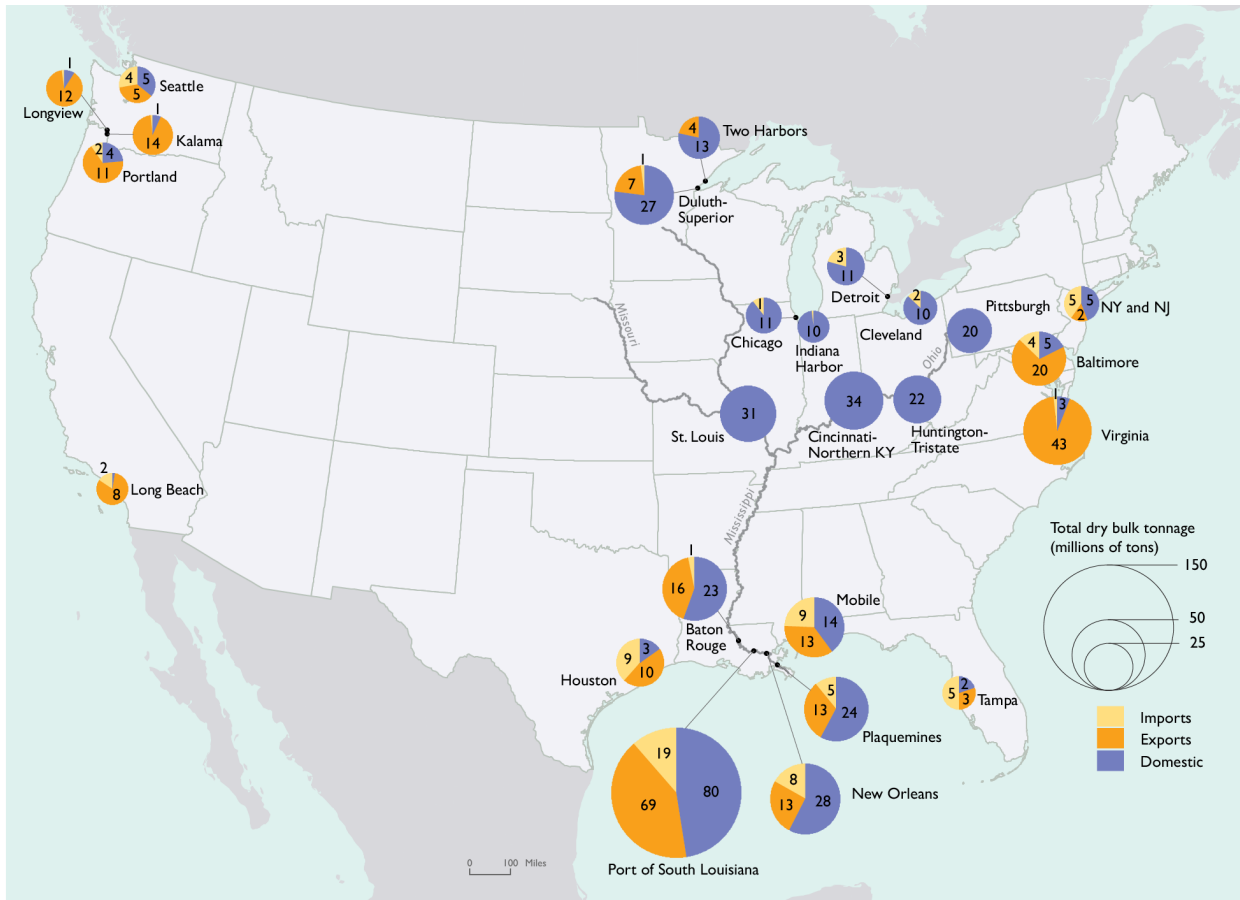 1
12
Longview
4
5
5
Seattle
1
14
Kalama
2
4
11
Portland
4
13
Two Harbors
1
7
27
Duluth-
Superior
3
11
Detroit
1
11
Chicago
10
Indiana
Harbor
2
10
Cleveland
Pittsburgh
20
5
5
2
NY and NJ
4
5
20
Baltimore
1
3
43
Virginia
Missouri
Ohio
31
St. Louis
34
Cincinnati-
Northern KY
22
Huntington-
Tristate
Mississippi
2
8
Long Beach
1
16
23
Baton
Rouge
9
14
13
Mobile
9
3
10
Houston
5
13
24
Plaquemines
5
2
3
Tampa
19
69
80
Port of South Louisiana
8
13
28
New Orleans
Total dry bulk tonnage
(millions of tons)
150
50
25
Imports
Exports
Domestic
0 100 Miles